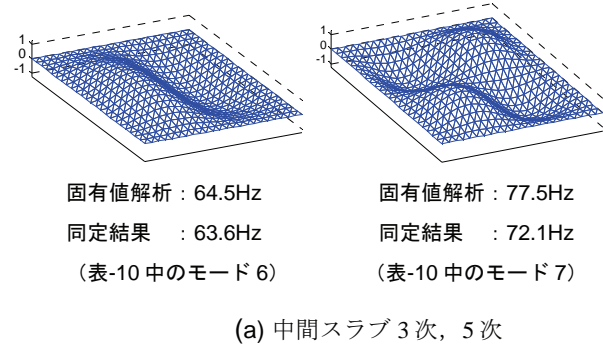 1
0
-1
1
0
-1
固有値解析：64.5Hz
同定結果　：63.6Hz
（表-10 中のモード 6）
固有値解析：77.5Hz
同定結果　：72.1Hz
（表-10 中のモード 7）
(a) 中間スラブ 3 次，5 次